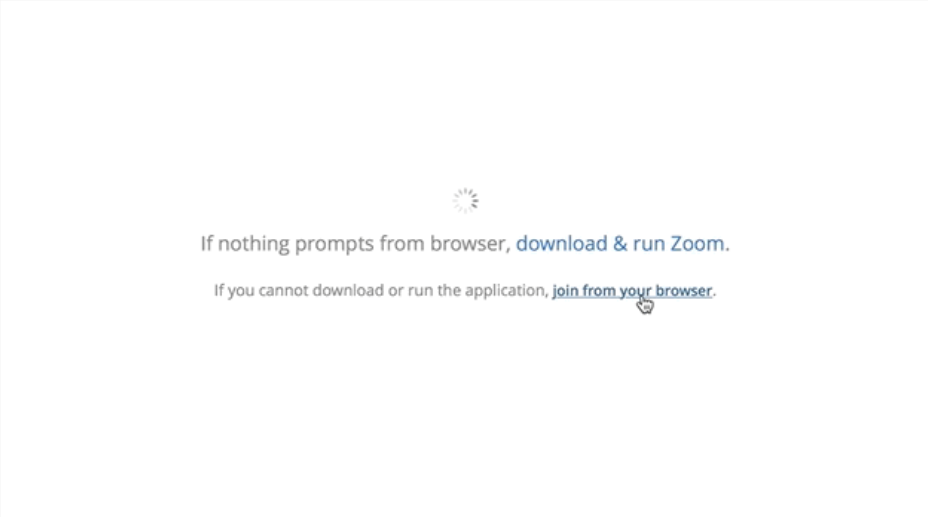 If nothing prompts from browser, download & run Zoom.
If you cannot download or run the application, join from your browser.